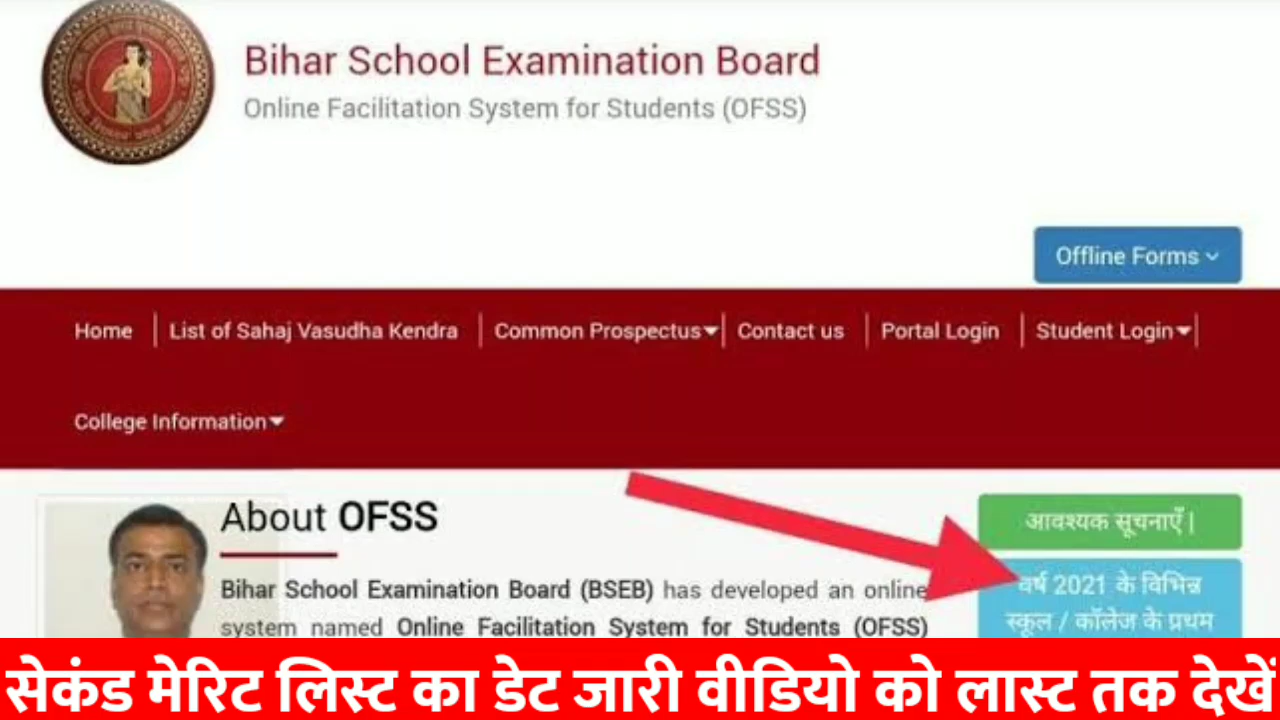 Bihar School Examination Board
Online Facilitation System for Students (OFSS)
Offline Forms
Home
List of Sahaj Vasudha Kendra
Common Prospectus
Contact us
Portal Login
Student Login
College Information
About OFSS
Bihar School Examination Board (BSEB) has developed an online
system named Online Facilitation System for Students (OFSS)
आवश्यक सूचनाएँ |
वर्ष 2021 के विभिन्न
स्कूल / कॉलेज के प्रथम
सेकंड मेरिट लिस्ट का डेट जारी वीडियो को लास्ट तक देखें